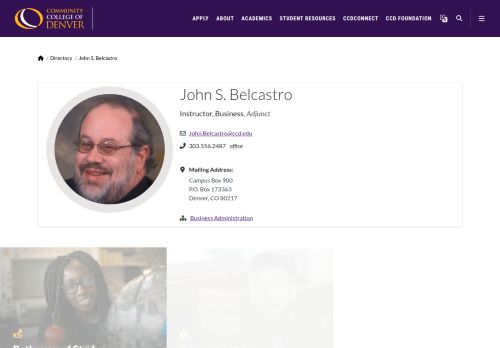 COMMUNITY
COLLEGE OF
DENVER
APPLY ABOUT ACADEMICS STUDENT RESOURCES CCDCONNECT CCD FOUNDATION
/ Directory / John S. Belcastro
John S. Belcastro
Instructor, Business, Adjunct
John.Belcastro@ccd.edu
303.556.2487 office
Mailing Address:
Campus Box 900
P.O. Box 173363
Denver, CO 80217
Business Administration